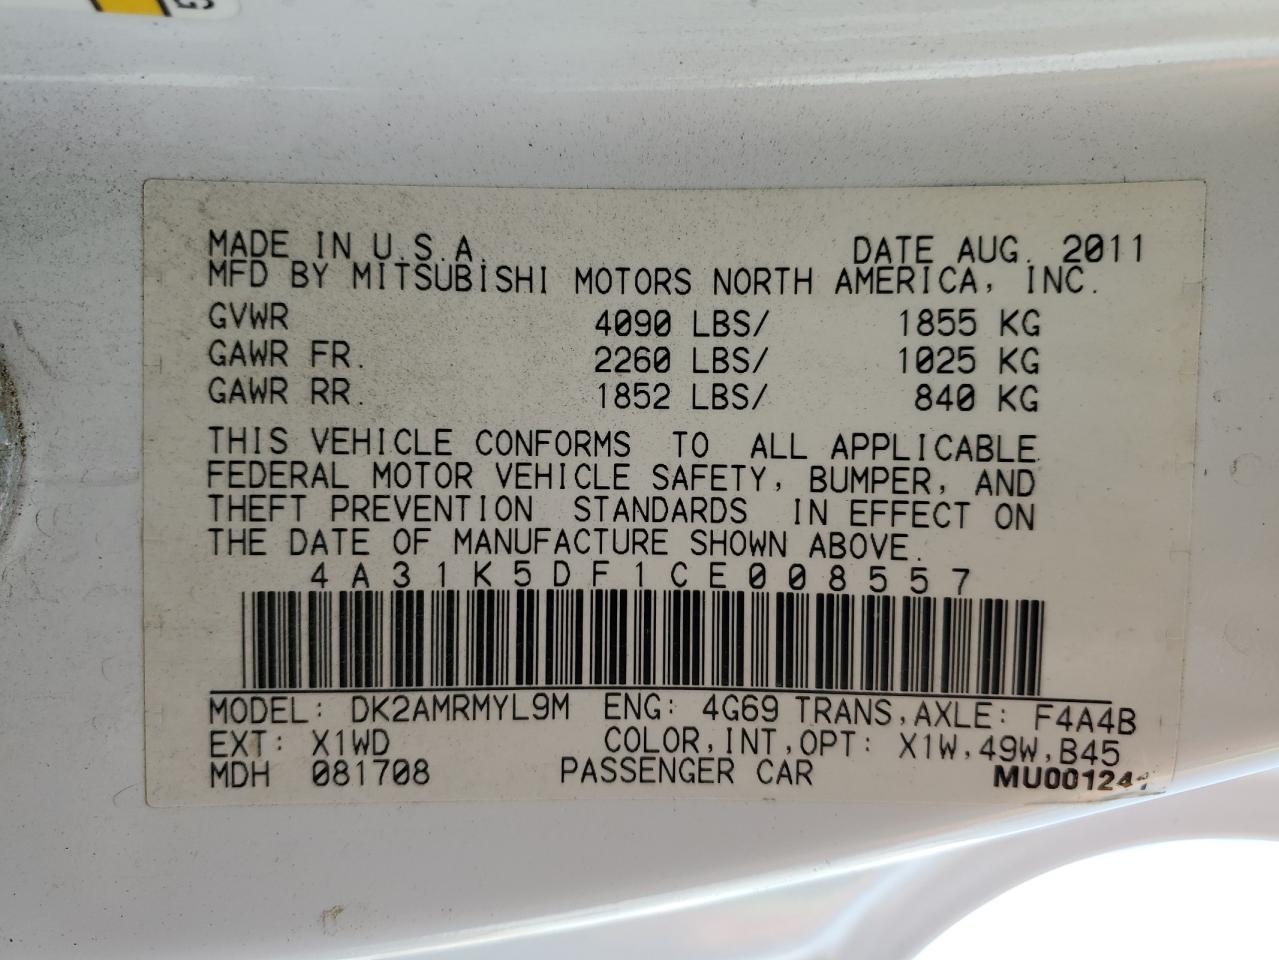 MADE IN U.S.A. DATE AUG. 2011
MFD BY MITSUBISHI MOTORS NORTH AMERICA, INC.
GVWR 4090 LBS/ 1855 KG
GAWR FR. 2260 LBS/ 1025 KG
GAWR RR. 1852 LBS/ 840 KG
THIS VEHICLE CONFORMS TO ALL APPLICABLE
FEDERAL MOTOR VEHICLE SAFETY, BUMPER, AND
THEFT PREVENTION STANDARDS IN EFFECT ON
THE DATE OF MANUFACTURE SHOWN ABOVE.
4A31K5DF1CE008557
MODEL: DK2AMRMYL9M ENG: 4G69 TRANS,AXLE: F4A4B
EXT: X1WD COLOR,INT,OPT: X1W,49W,B45
MDH 081708 PASSENGER CAR